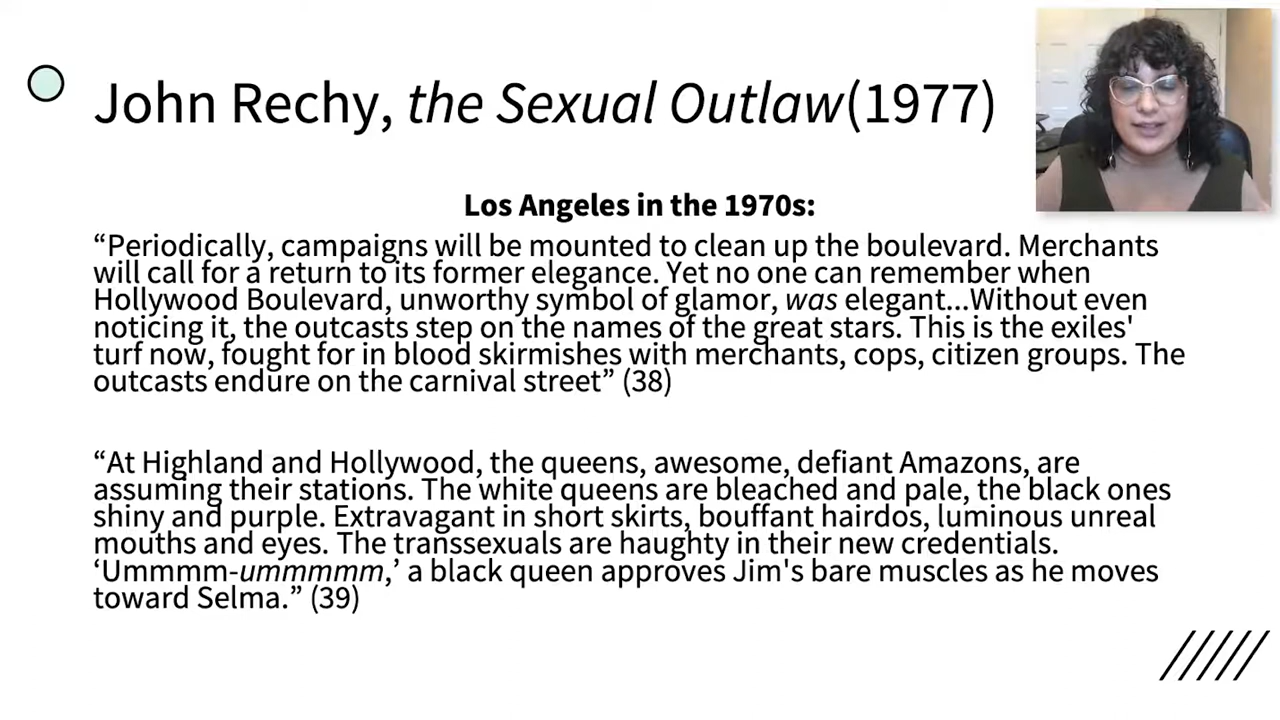 John Rechy, the Sexual Outlaw(1977)
Los Angeles in the 1970s:
“Periodically, campaigns will be mounted to clean up the boulevard. Merchants
will call for a return to its former elegance. Yet no one can remember when
Hollywood Boulevard, unworthy symbol of glamor, was elegant...Without even
noticing it, the outcasts step on the names of the great stars. This is the exiles'
turf now, fought for in blood skirmishes with merchants, cops, citizen groups. The
outcasts endure on the carnival street” (38)
“At Highland and Hollywood, the queens, awesome, defiant Amazons, are
assuming their stations. The white queens are bleached and pale, the black ones
shiny and purple. Extravagant in short skirts, bouffant hairdos, luminous unreal
mouths and eyes. The transsexuals are haughty in their new credentials.
‘Ummmm-ummmmm,’ a black queen approves Jim's bare muscles as he moves
toward Selma.” (39)